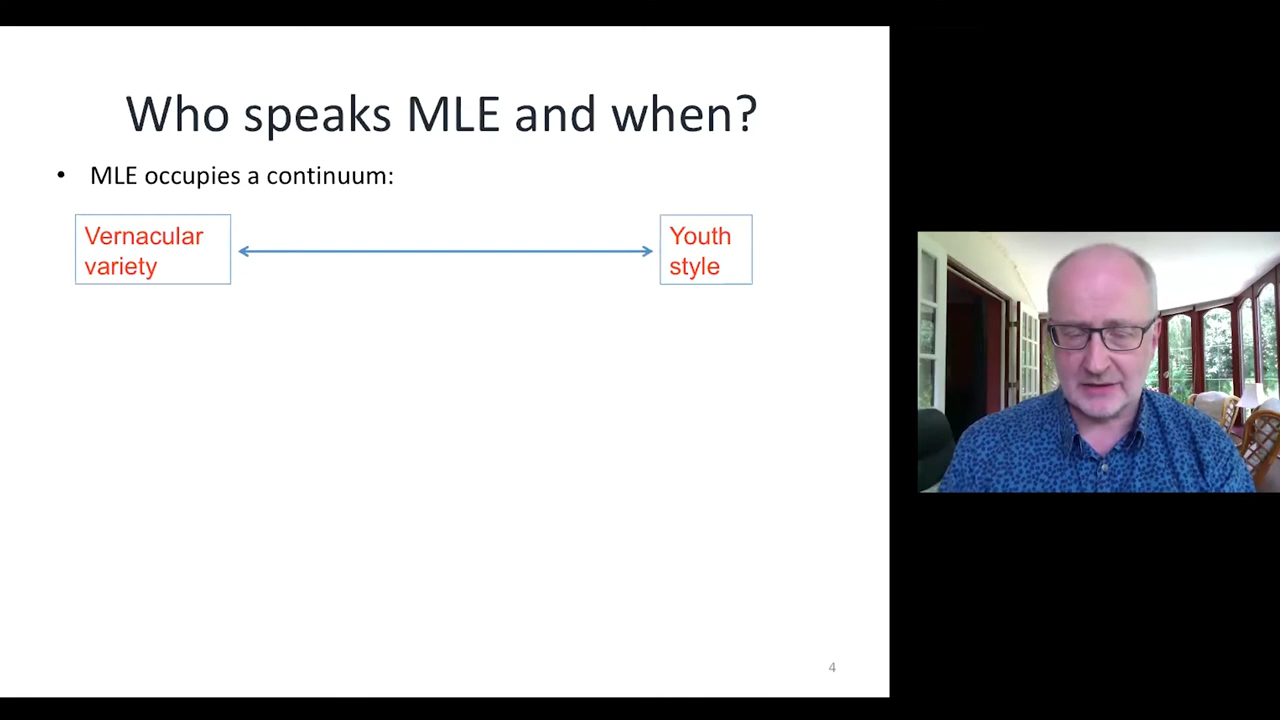 Who speaks MLE and when?
• MLE occupies a continuum:
Vernacular
variety
Youth
style
4